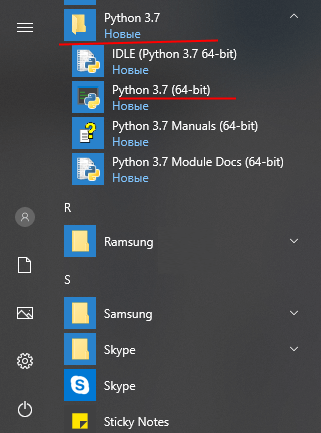 Python 3.7
Новые
IDLE (Python 3.7 64-bit)
Новые
Python 3.7 (64-bit)
Новые
Python 3.7 Manuals (64-bit)
Новые
Python 3.7 Module Docs (64-bit)
Новые
R
Ramsung
S
Samsung
Skype
Skype
Sticky Notes